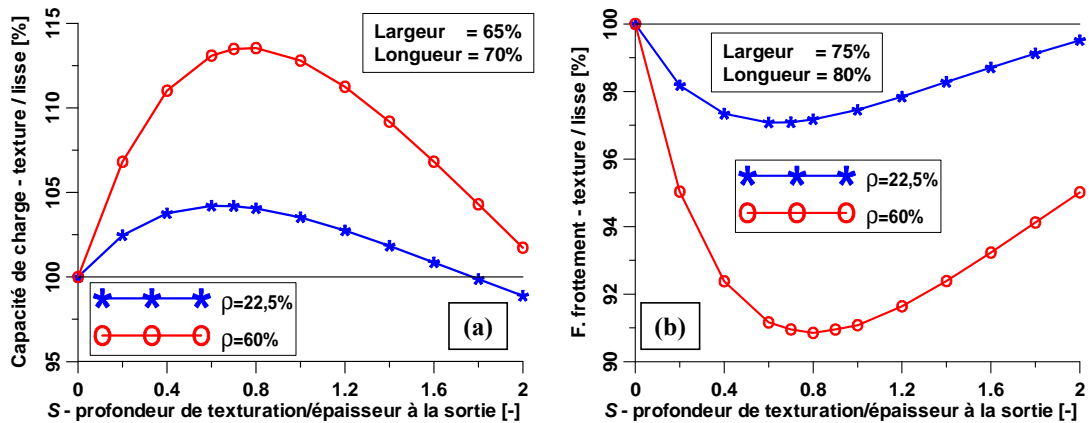 Capacité de charge - texture / lisse [%]
115
110
105
100
95
Largeur = 65%
Longueur = 70%
ρ=22,5%
ρ=60%
(a)
0 0.4 0.8 1.2 1.6 2
S - profondeur de texturation/épaisseur à la sortie [-]
F. frottement - texture / lisse [%]
100
98
96
94
92
90
Largeur = 75%
Longueur = 80%
ρ=22,5%
ρ=60%
(b)
0 0.4 0.8 1.2 1.6 2
S - profondeur de texturation/épaisseur à la sortie [-]